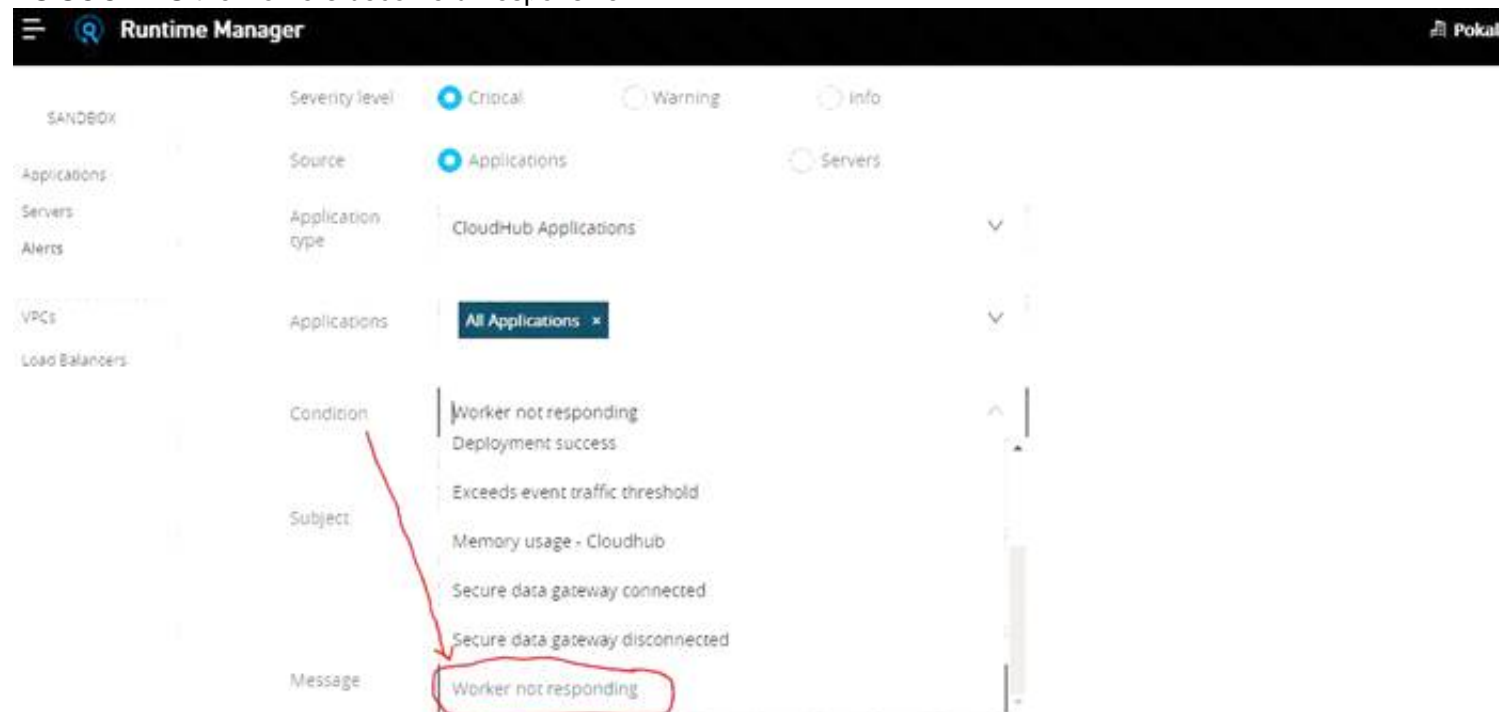 Runtime Manager
Pokal
Severity level
Critical
Warning
Info
SANDBOX
Source
Applications
Servers
Applications
Servers
Application type
CloudHub Applications
Alerts
VPCs
Applications
All Applications ×
Load Balancers
Condition
Worker not responding
Deployment success
Exceeds event traffic threshold
Subject
Memory usage - Cloudhub
Secure data gateway connected
Secure data gateway disconnected
Message
Worker not responding